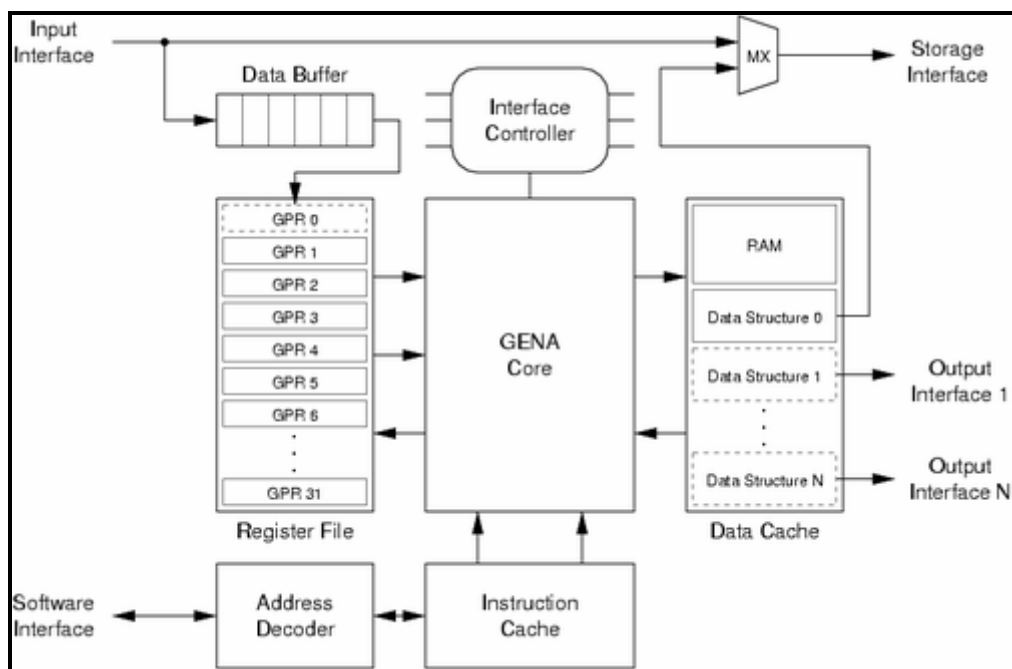 Input
Interface
Data Buffer
Interface
Controller
MX
Storage
Interface
GPR 0
GPR 1
GPR 2
GPR 3
GPR 4
GPR 5
GPR 6
GPR 31
Register File
GENA
Core
RAM
Data Structure 0
Data Structure 1
Data Structure N
Data Cache
Output
Interface 1
Output
Interface N
Software
Interface
Address
Decoder
Instruction
Cache